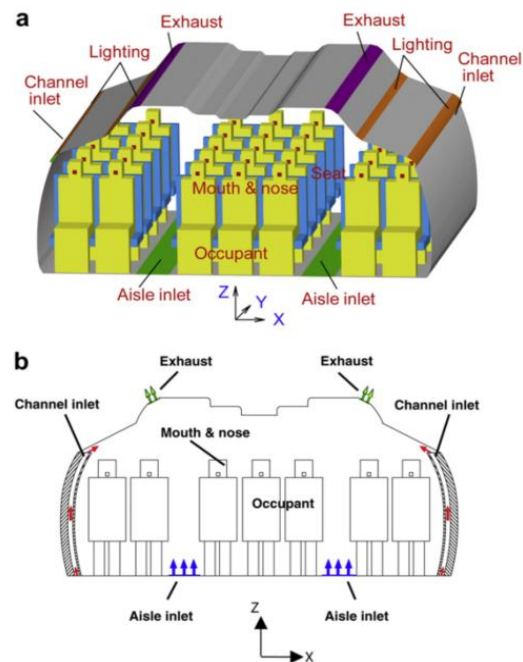 a
Exhaust
Lighting
Lighting
Channel
inlet
Channel
inlet
Seat
Mouth & nose
Occupant
Aisle inlet
Aisle inlet
Z
Y
X
b
Exhaust
Exhaust
Channel inlet
Channel inlet
Mouth & nose
Occupant
Aisle inlet
Aisle inlet
Z
X